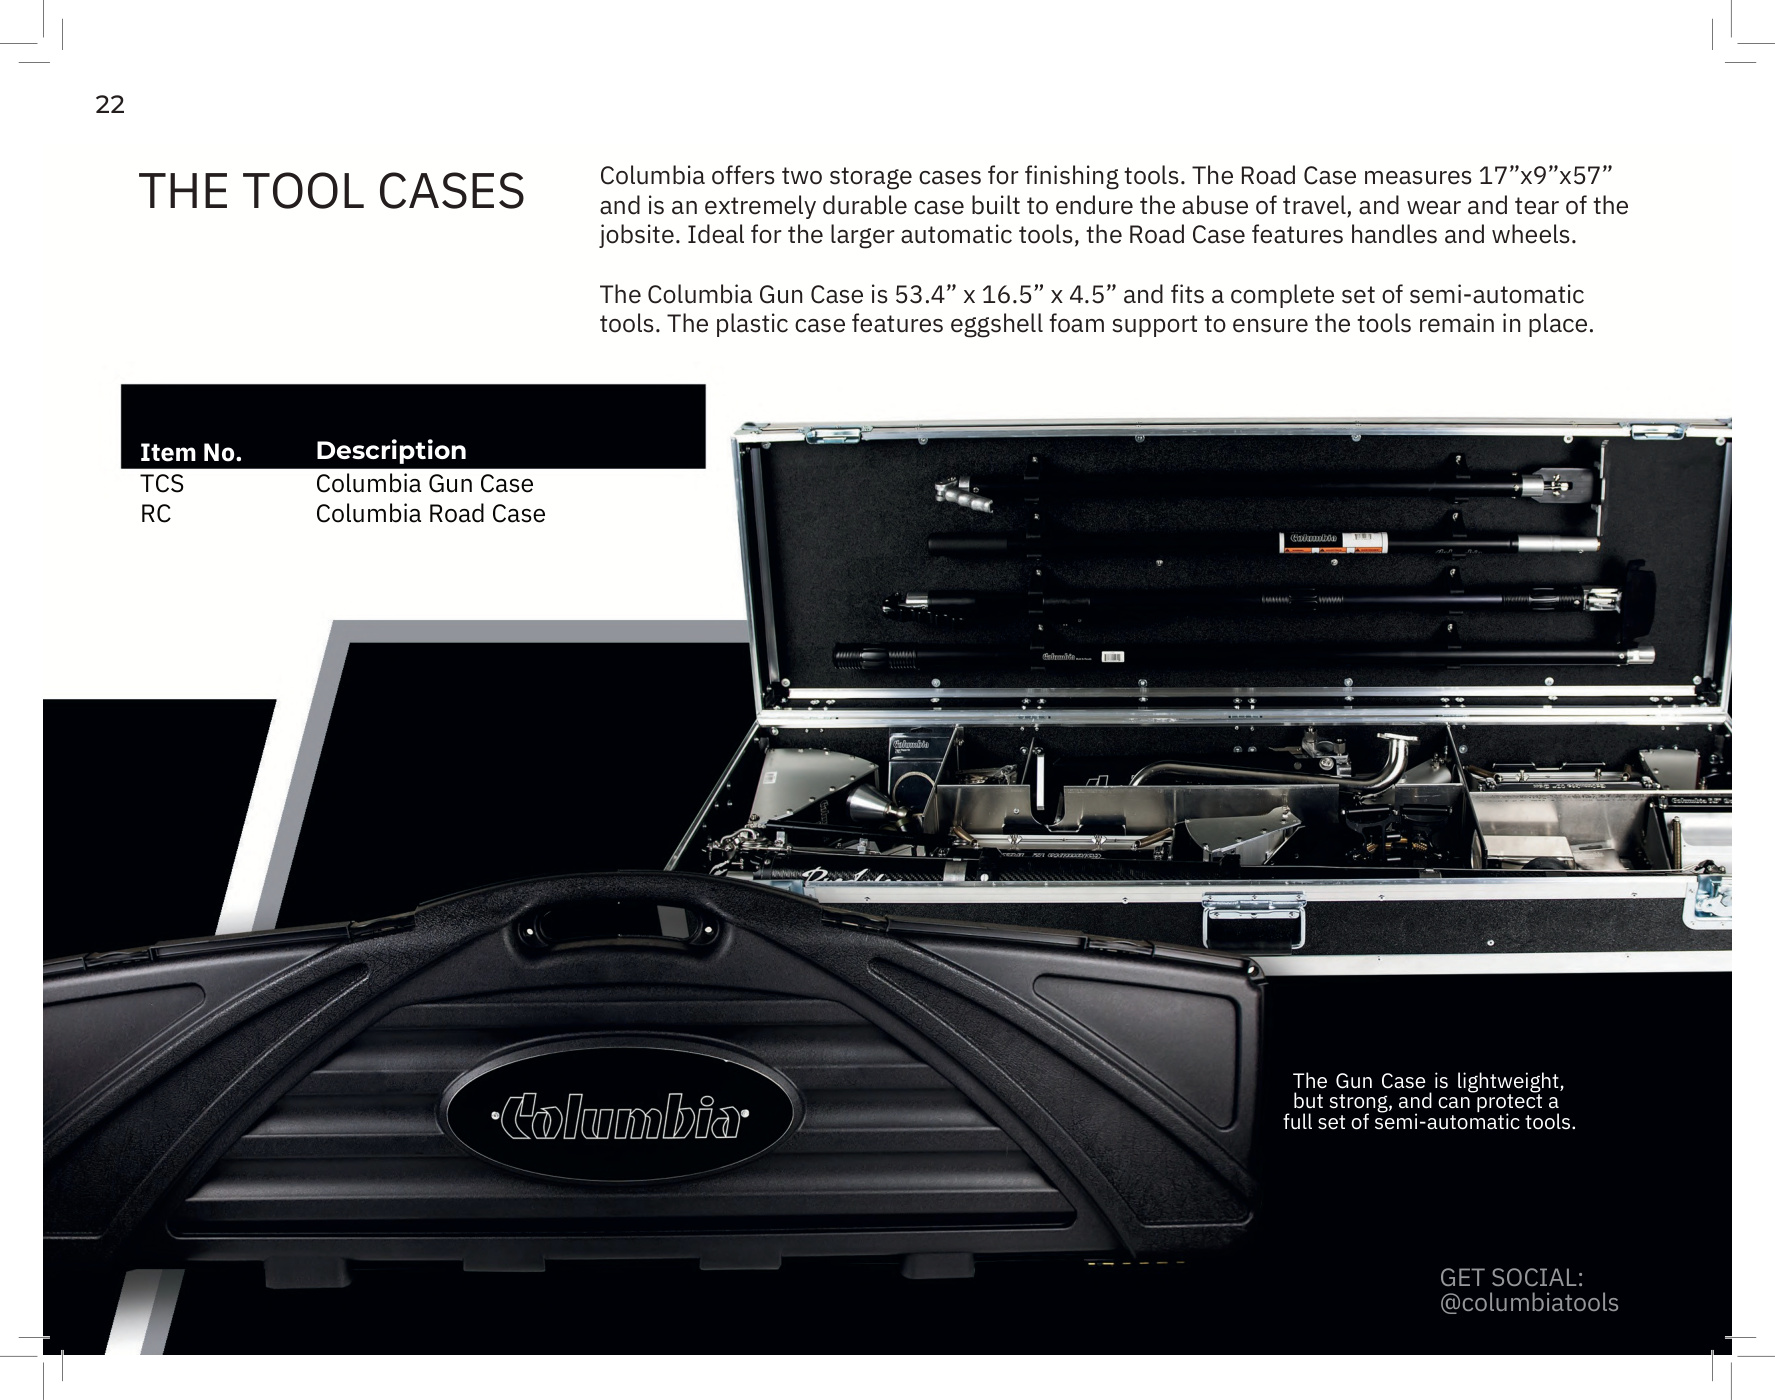 22
THE TOOL CASES
Columbia offers two storage cases for finishing tools. The Road Case measures 17”x9”x57”
and is an extremely durable case built to endure the abuse of travel, and wear and tear of the
jobsite. Ideal for the larger automatic tools, the Road Case features handles and wheels.
The Columbia Gun Case is 53.4” x 16.5” x 4.5” and fits a complete set of semi-automatic
tools. The plastic case features eggshell foam support to ensure the tools remain in place.
Item No. Description
TCS Columbia Gun Case
RC Columbia Road Case
Columbia
Columbia
Columbia
Columbia
The Gun Case is lightweight,
but strong, and can protect a
full set of semi-automatic tools.
GET SOCIAL:
@columbiatools